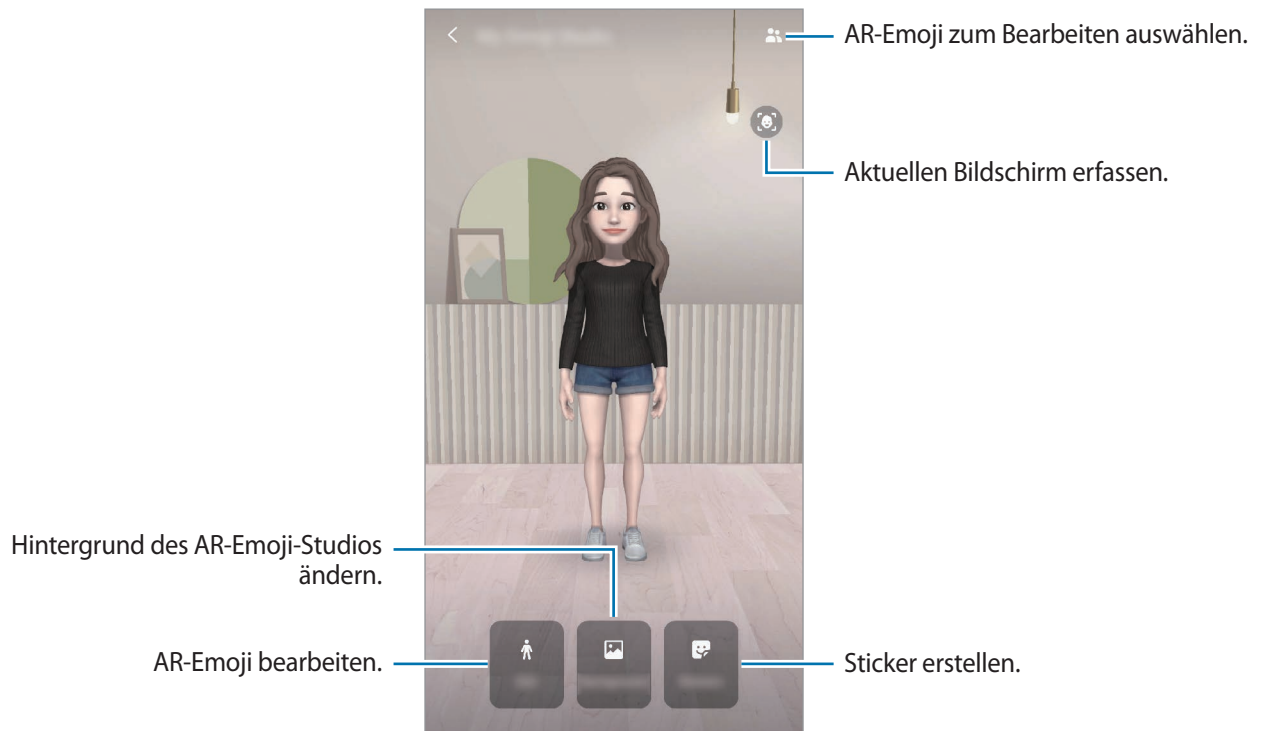 AR-Emoji zum Bearbeiten auswählen.
Aktuellen Bildschirm erfassen.
Hintergrund des AR-Emoji-Studios
ändern.
AR-Emoji bearbeiten.
Sticker erstellen.